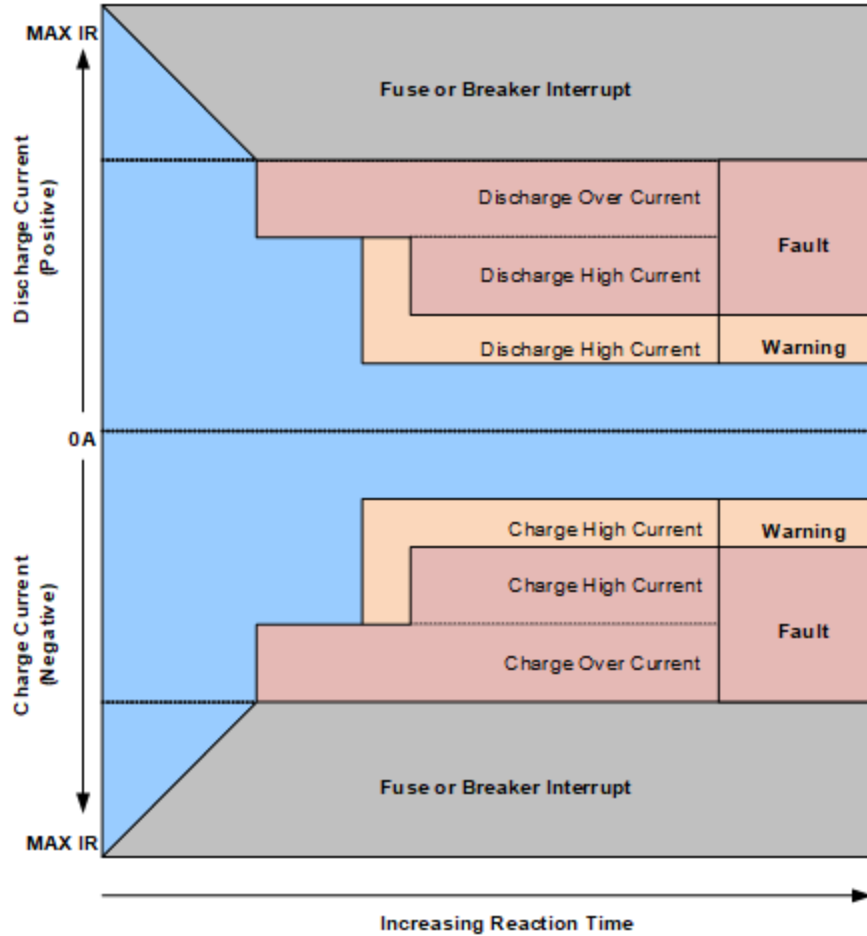 MAX IR
Fuse or Breaker Interrupt
Discharge Current
(Positive)
Discharge Over Current
Fault
Discharge High Current
Discharge High Current
Warning
0A
Charge High Current
Warning
Charge High Current
Charge Current
(Negative)
Fault
Charge Over Current
Fuse or Breaker Interrupt
MAX IR
Increasing Reaction Time